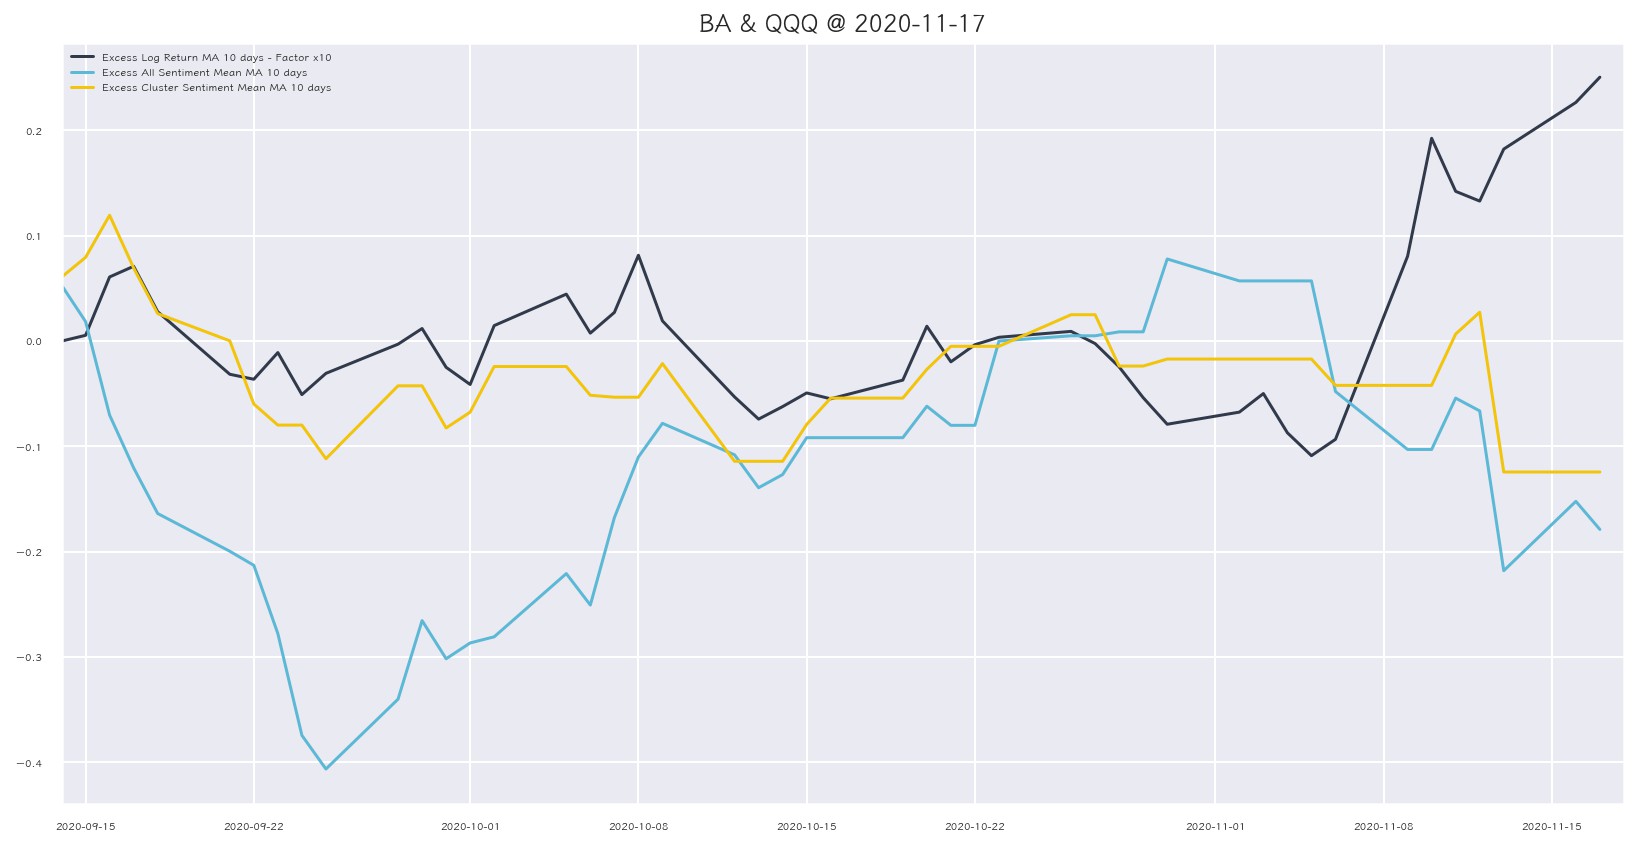 BA & QQQ @ 2020-11-17
Excess Log Return MA 10 days - Factor x10
Excess All Sentiment Mean MA 10 days
Excess Cluster Sentiment Mean MA 10 days
0.2
0.1
0.0
−0.1
−0.2
−0.3
−0.4
2020-09-15 2020-09-22 2020-10-01 2020-10-08 2020-10-15 2020-10-22 2020-11-01 2020-11-08 2020-11-15